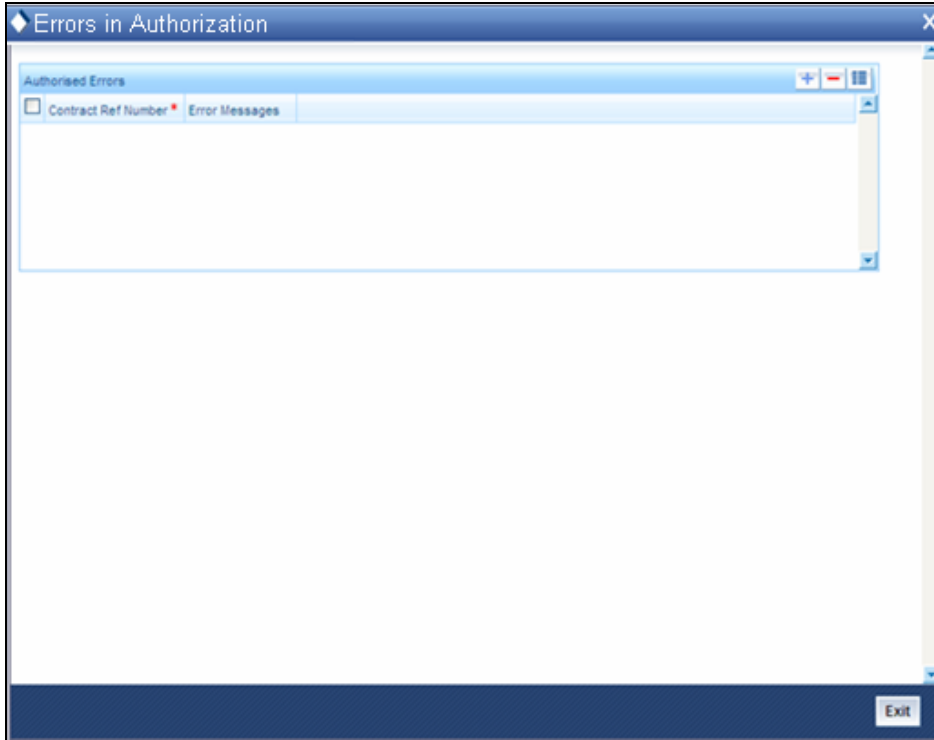 Errors in Authorization X
Authorised Errors
Contract Ref Number * Error Messages
Exit